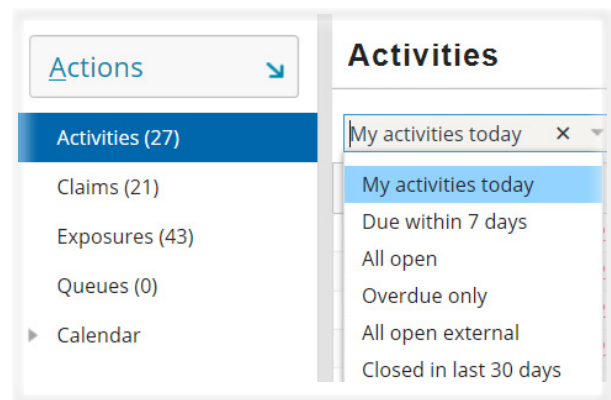 Actions
Activities (27)
Claims (21)
Exposures (43)
Queues (0)
Calendar
Activities
My activities today
My activities today
Due within 7 days
All open
Overdue only
All open external
Closed in last 30 days